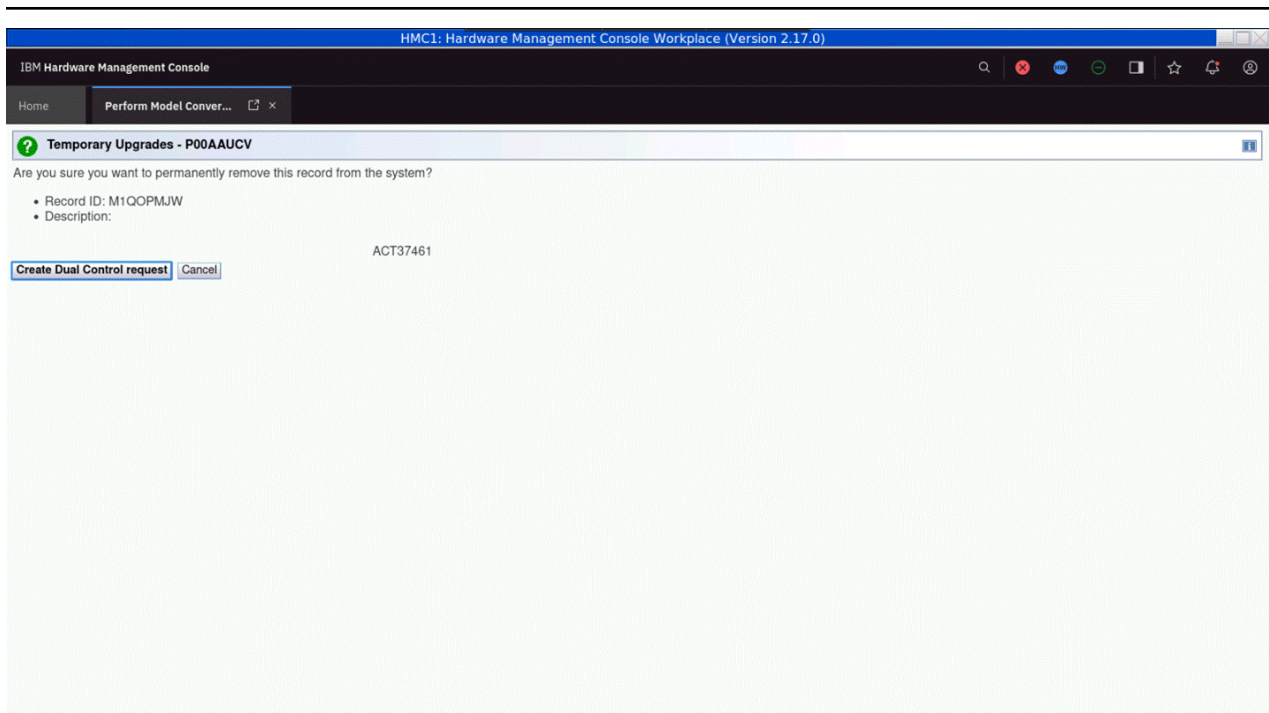 HMC1: Hardware Management Console Workplace (Version 2.17.0)
IBM Hardware Management Console
HW
Home
Perform Model Conver...
Temporary Upgrades - P00AAUCV
Are you sure you want to permanently remove this record from the system?
• Record ID: M1QOPMJW
• Description:
ACT37461
Create Dual Control request Cancel